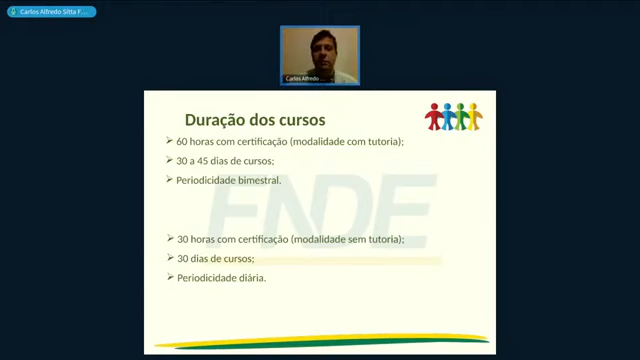 Carlos Alfredo Sitta F...
Carlos Alfredo ...
Duração dos cursos
60 horas com certificação (modalidade com tutoria);
30 a 45 dias de cursos;
Periodicidade bimestral.
FNDE
30 horas com certificação (modalidade sem tutoria);
30 dias de cursos;
Periodicidade diária.